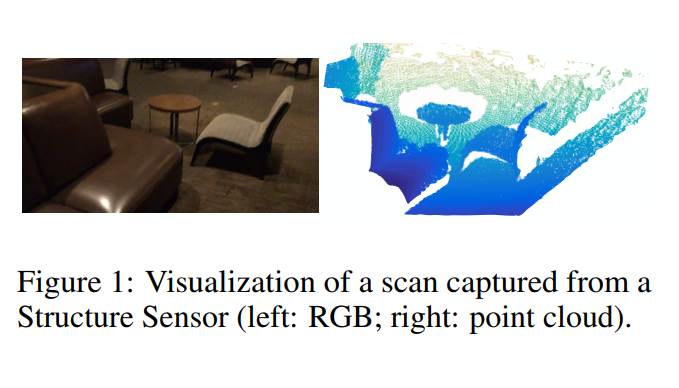 Figure 1: Visualization of a scan captured from a
Structure Sensor (left: RGB; right: point cloud).